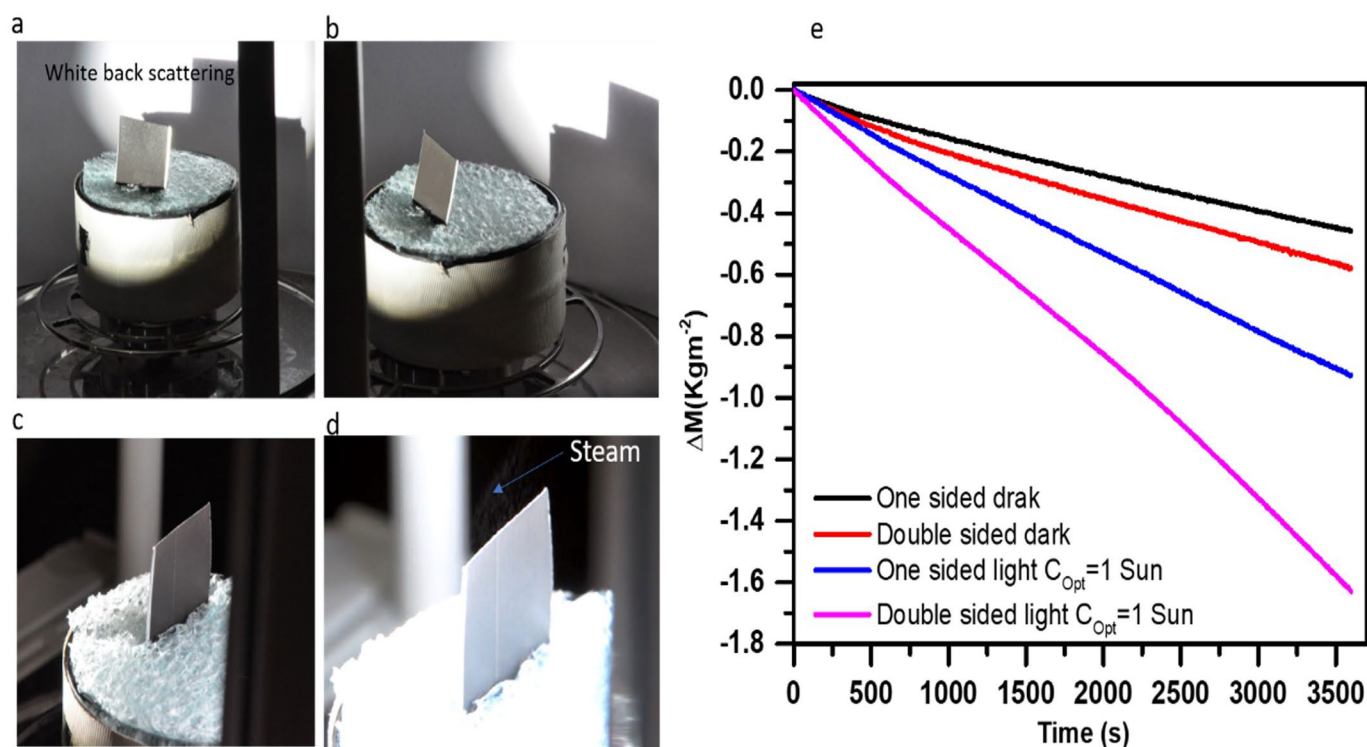 a
b
White back scattering
c
d
Steam
e
0.0
-0.2
-0.4
-0.6
-0.8
-1.0
-1.2
-1.4
-1.6
-1.8
ΔM(Kgm⁻²)
One sided drak
Double sided dark
One sided light C_Opt=1 Sun
Double sided light C_Opt=1 Sun
0 500 1000 1500 2000 2500 3000 3500
Time (s)